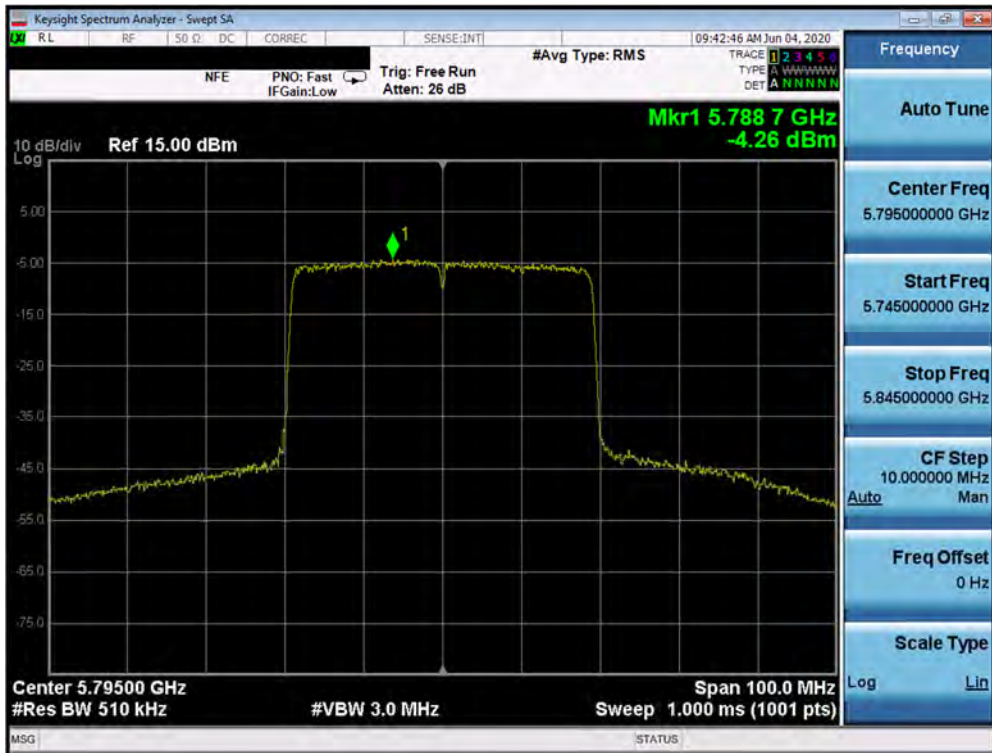 Keysight Spectrum Analyzer - Swept SA
LXI RL RF 50 Ω DC CORREC SENSE:INT 09:42:46 AM Jun 04, 2020
NFE PNO: Fast Trig: Free Run #Avg Type: RMS TRACE 1 2 3 4 5 6
IFGain:Low Atten: 26 dB TYPE A WWWWW
DET A N N N N N
Mkr1 5.788 7 GHz
-4.26 dBm
10 dB/div Ref 15.00 dBm
Log
5.00
1
-5.00
-15.0
-25.0
-35.0
-45.0
-55.0
-65.0
-75.0
Center 5.79500 GHz Span 100.0 MHz
#Res BW 510 kHz #VBW 3.0 MHz Sweep 1.000 ms (1001 pts)
MSG STATUS
Frequency
Auto Tune
Center Freq
5.795000000 GHz
Start Freq
5.745000000 GHz
Stop Freq
5.845000000 GHz
CF Step
10.000000 MHz
Auto Man
Freq Offset
0 Hz
Scale Type
Log Lin